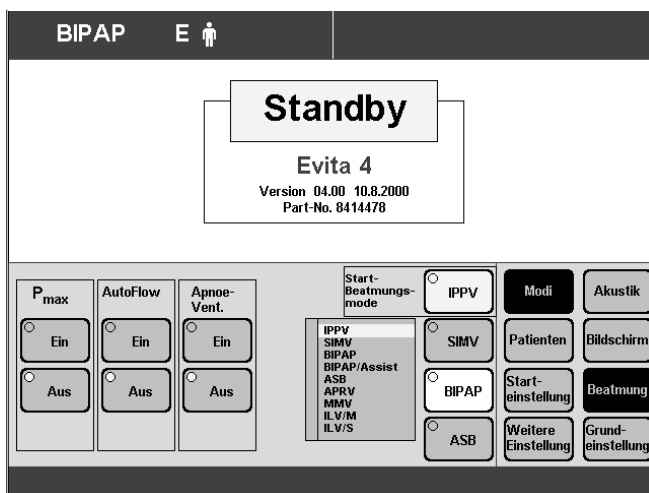 BIPAP E
Standby
Evita 4
Version 04.00 10.8.2000
Part-No. 8414478
Pmax
Ein
Aus
AutoFlow
Ein
Aus
Apnoe-
Vent.
Ein
Aus
Start-
Beatmungs-
mode
IPPV
SIMV
BIPAP
BIPAP/Assist
ASB
APRV
MMV
ILV/M
ILV/S
IPPV
SIMV
BIPAP
ASB
Modi
Akustik
Patienten
Bildschirm
Start-
einstellung
Beatmung
Weitere
Einstellung
Grund-
einstellung